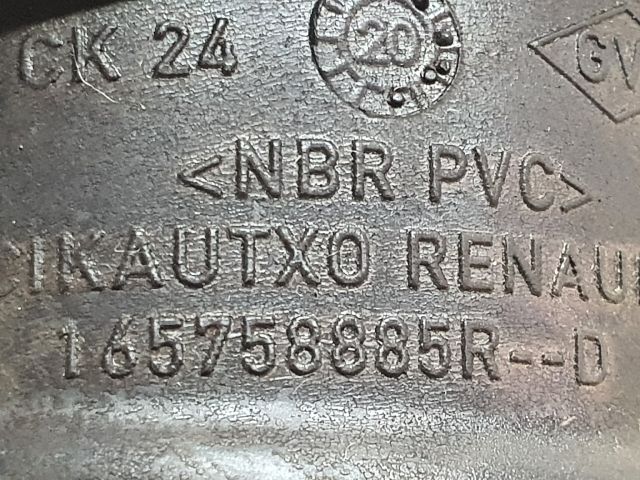 CK 24
20
GV
<NBR PVC>
CIKAUTXO RENAU
165758885R--D